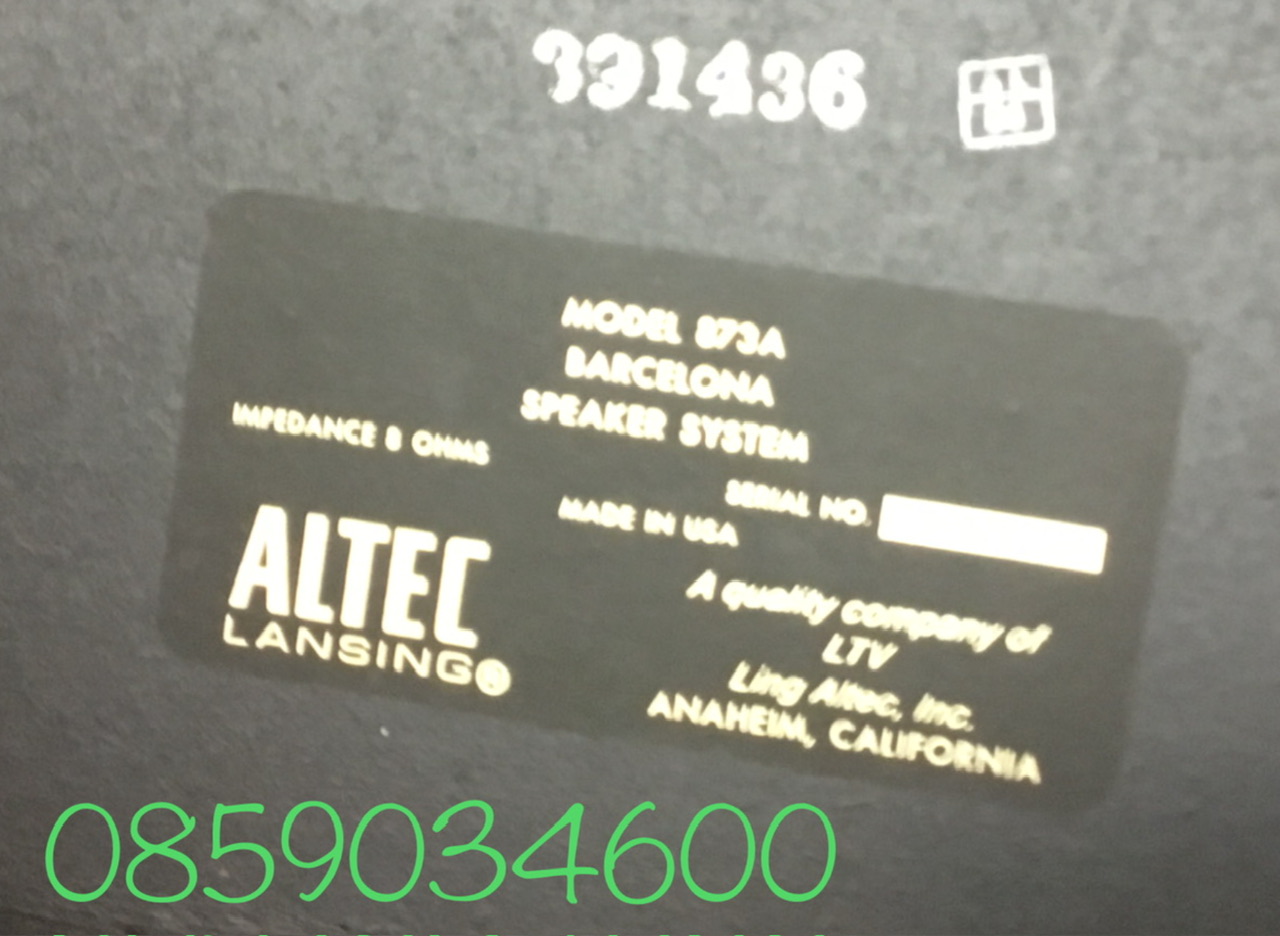 391436
MODEL 873A
BARCELONA
SPEAKER SYSTEM
IMPEDANCE 8 OHMS
SERIAL NO.
MADE IN USA
ALTEC
LANSING®
A quality company of
LTV
Ling Altec, Inc.
ANAHEIM, CALIFORNIA
0859034600